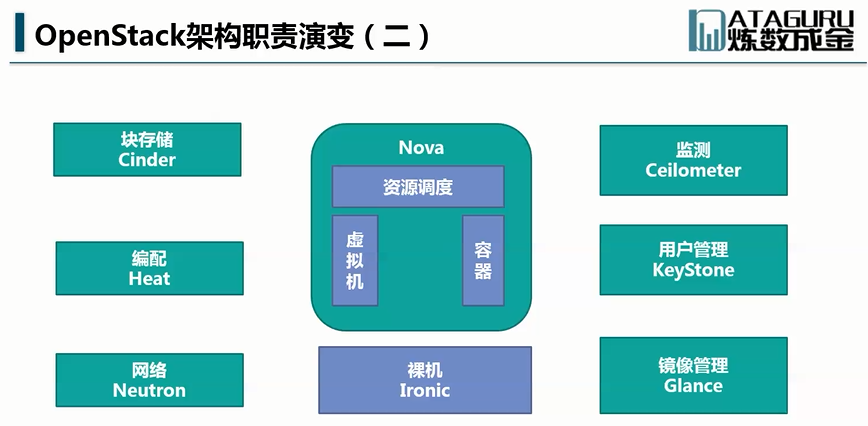 OpenStack架构职责演变（二）
ATAGURU
炼数成金
块存储
Cinder
编配
Heat
网络
Neutron
Nova
资源调度
虚拟机
容器
裸机
Ironic
监测
Ceilometer
用户管理
KeyStone
镜像管理
Glance